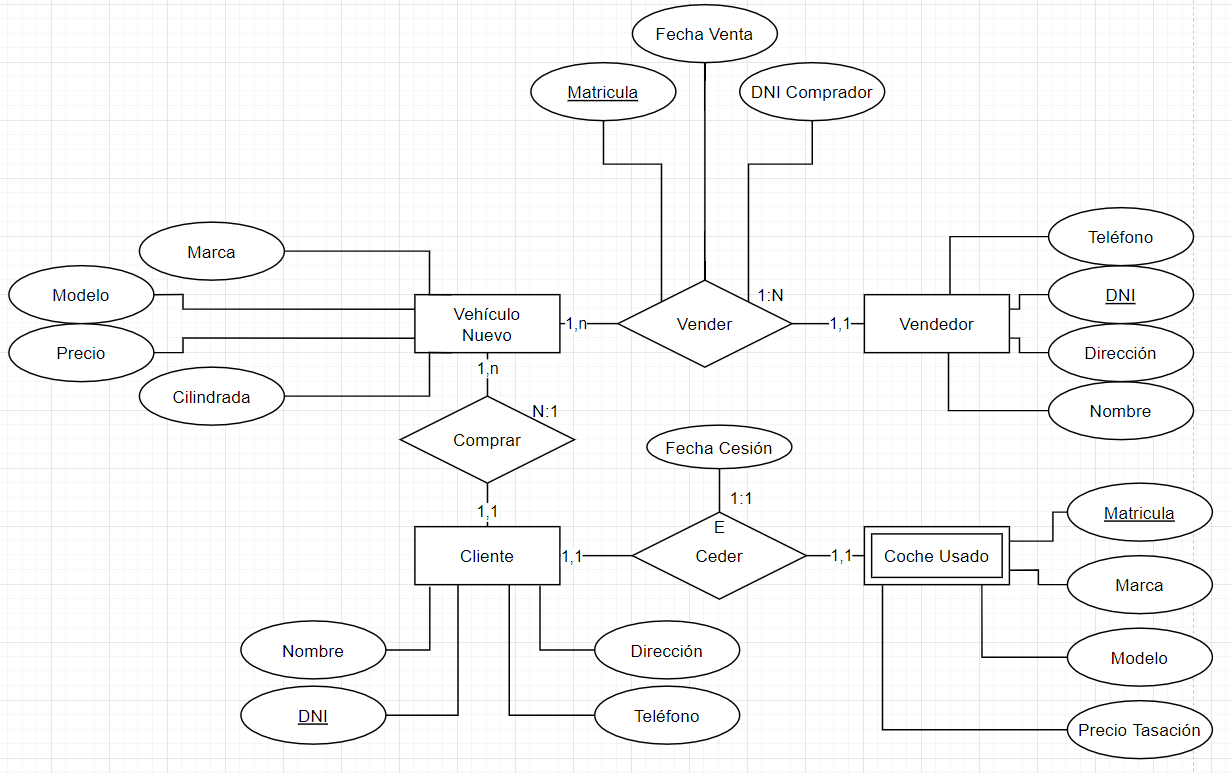 Fecha Venta
Matricula
DNI Comprador
Teléfono
Marca
Modelo
DNI
1:N
Vehículo
Nuevo
1,n
Vender
1,1
Vendedor
Precio
Dirección
1,n
Cilindrada
Nombre
N:1
Comprar
Fecha Cesión
1:1
1,1
Matricula
E
Cliente
1,1
Ceder
1,1
Coche Usado
Marca
Nombre
Dirección
Modelo
DNI
Teléfono
Precio Tasación